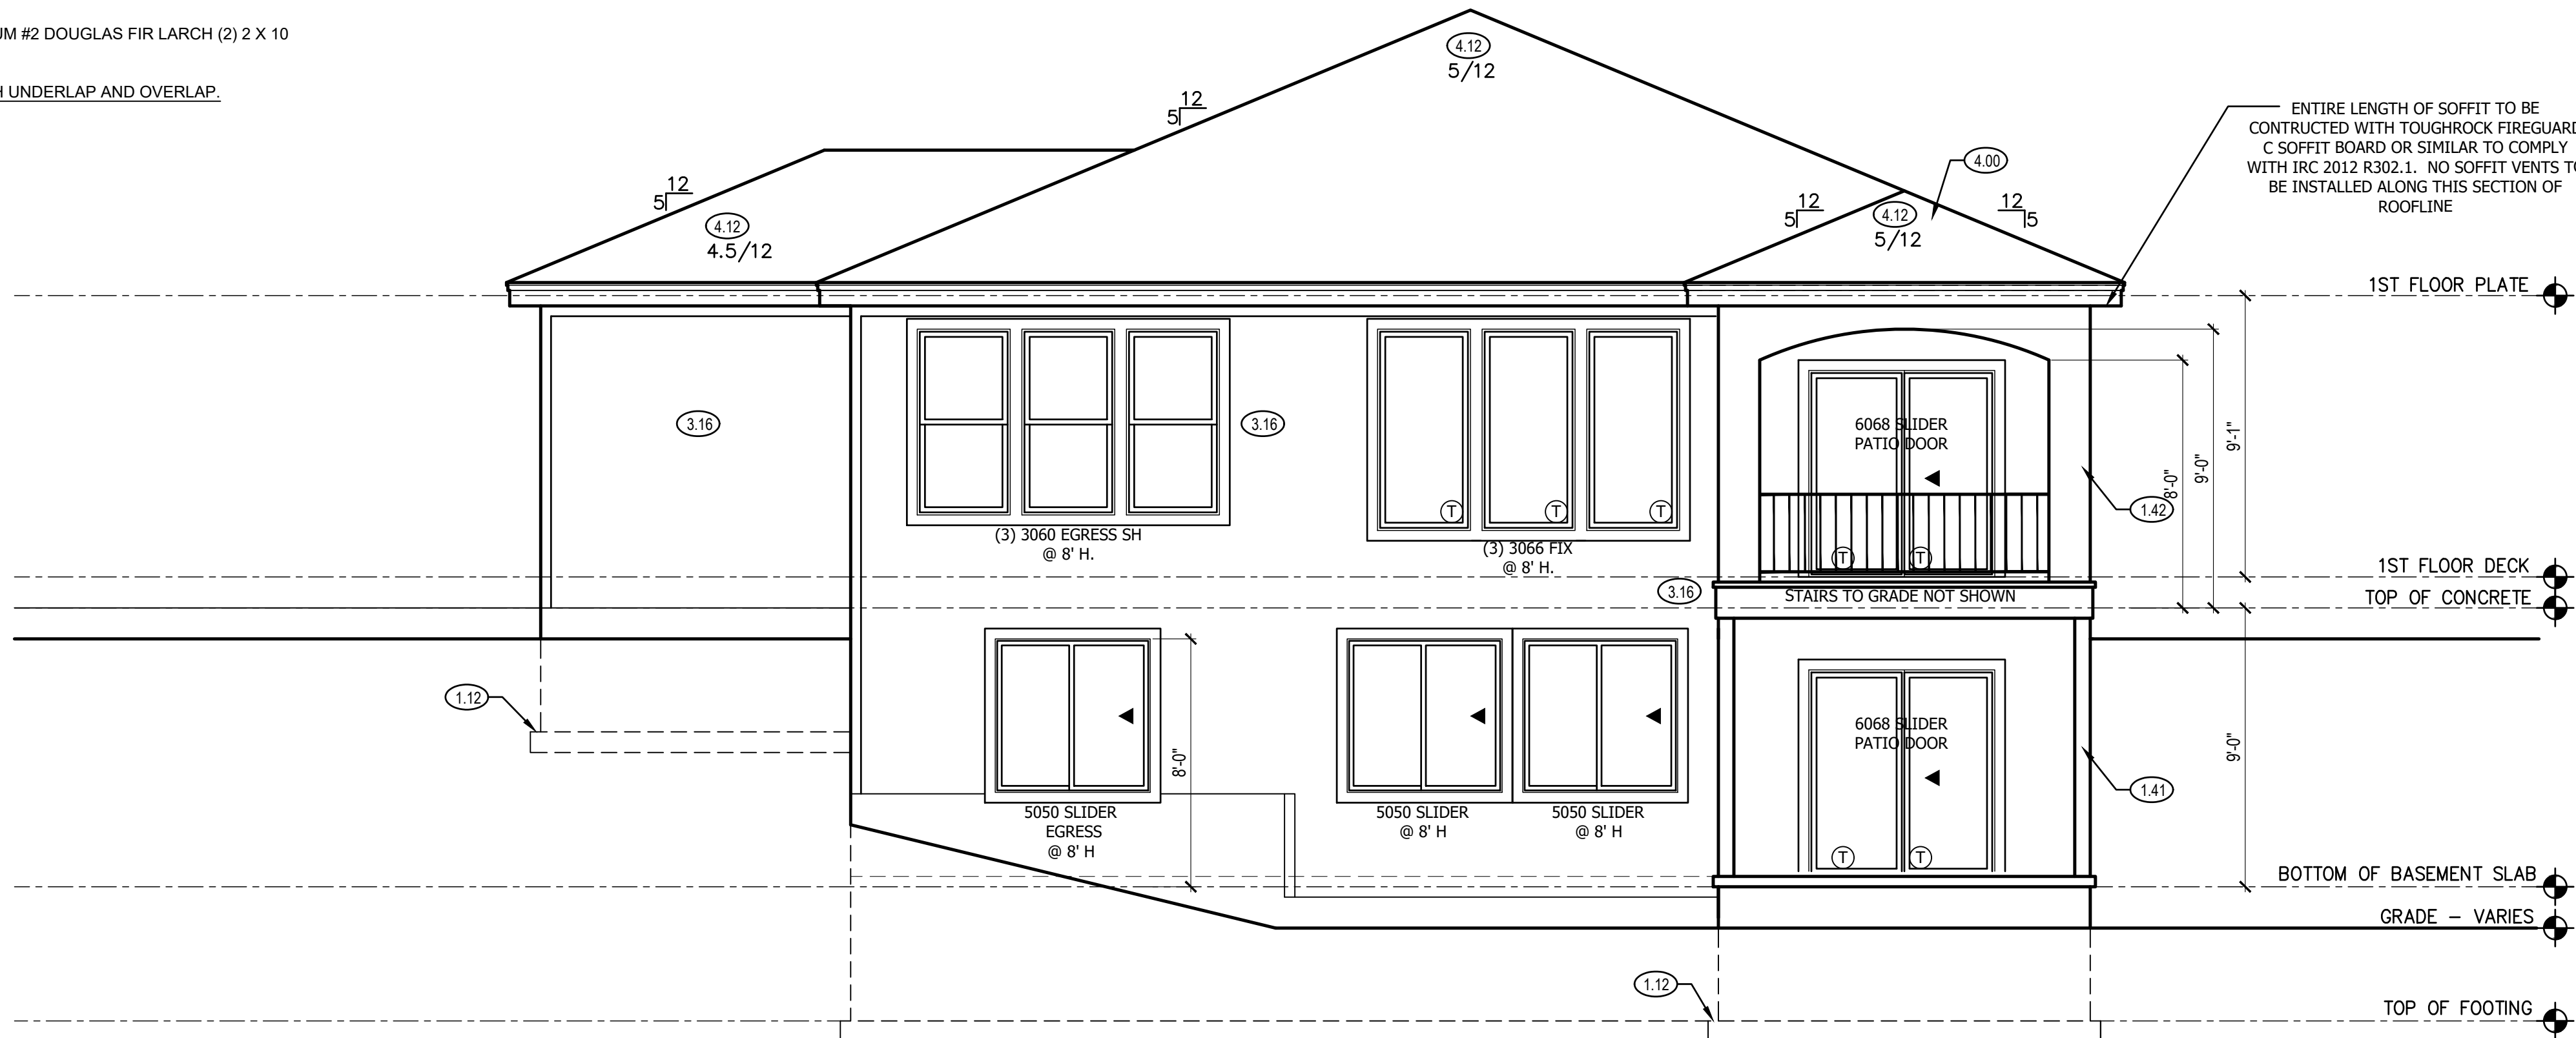 UM #2 DOUGLAS FIR LARCH (2) 2 X 10
H UNDERLAP AND OVERLAP.
4.12
5/12
12
5
12
5
4.12
4.5/12
4.00
12
5
4.12
5/12
12
5
ENTIRE LENGTH OF SOFFIT TO BE
CONTRUCTED WITH TOUGHROCK FIREGUARD
C SOFFIT BOARD OR SIMILAR TO COMPLY
WITH IRC 2012 R302.1. NO SOFFIT VENTS TO
BE INSTALLED ALONG THIS SECTION OF
ROOFLINE
1ST FLOOR PLATE
3.16
3.16
6068 SLIDER
PATIO DOOR
T
T
T
(3) 3060 EGRESS SH
@ 8' H.
(3) 3066 FIX
@ 8' H.
T
T
1.42
8'-0"
9'-0"
9'-1"
1ST FLOOR DECK
3.16
STAIRS TO GRADE NOT SHOWN
TOP OF CONCRETE
1.12
8'-0"
6068 SLIDER
PATIO DOOR
9'-0"
1.41
5050 SLIDER
EGRESS
@ 8' H
5050 SLIDER
@ 8' H
5050 SLIDER
@ 8' H
T
T
BOTTOM OF BASEMENT SLAB
GRADE - VARIES
1.12
TOP OF FOOTING